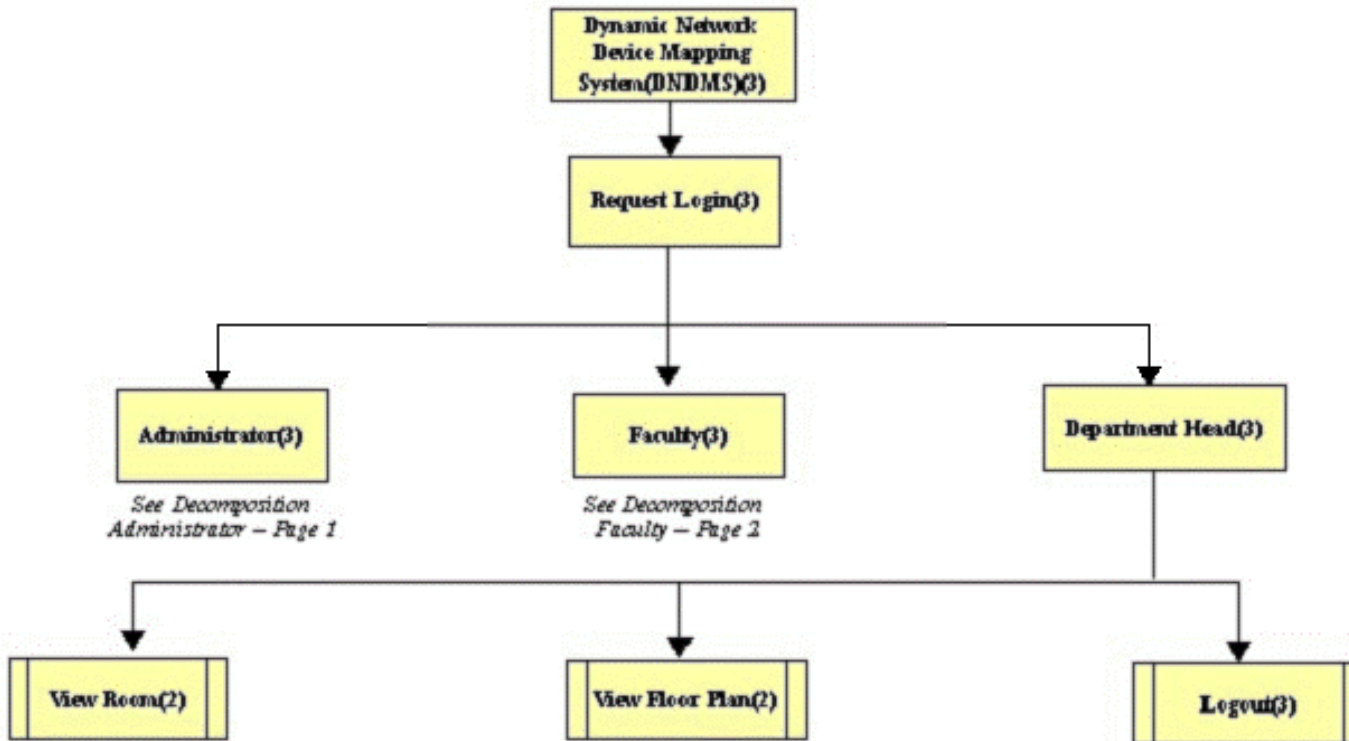 Dynamic Network
Device Mapping
System(DNDMS)(3)
Request Login(3)
Administrator(3)
Faculty(3)
Department Head(3)
See Decomposition
Administrator – Page 1
See Decomposition
Faculty – Page 2
View Room(2)
View Floor Plan(2)
Logout(3)